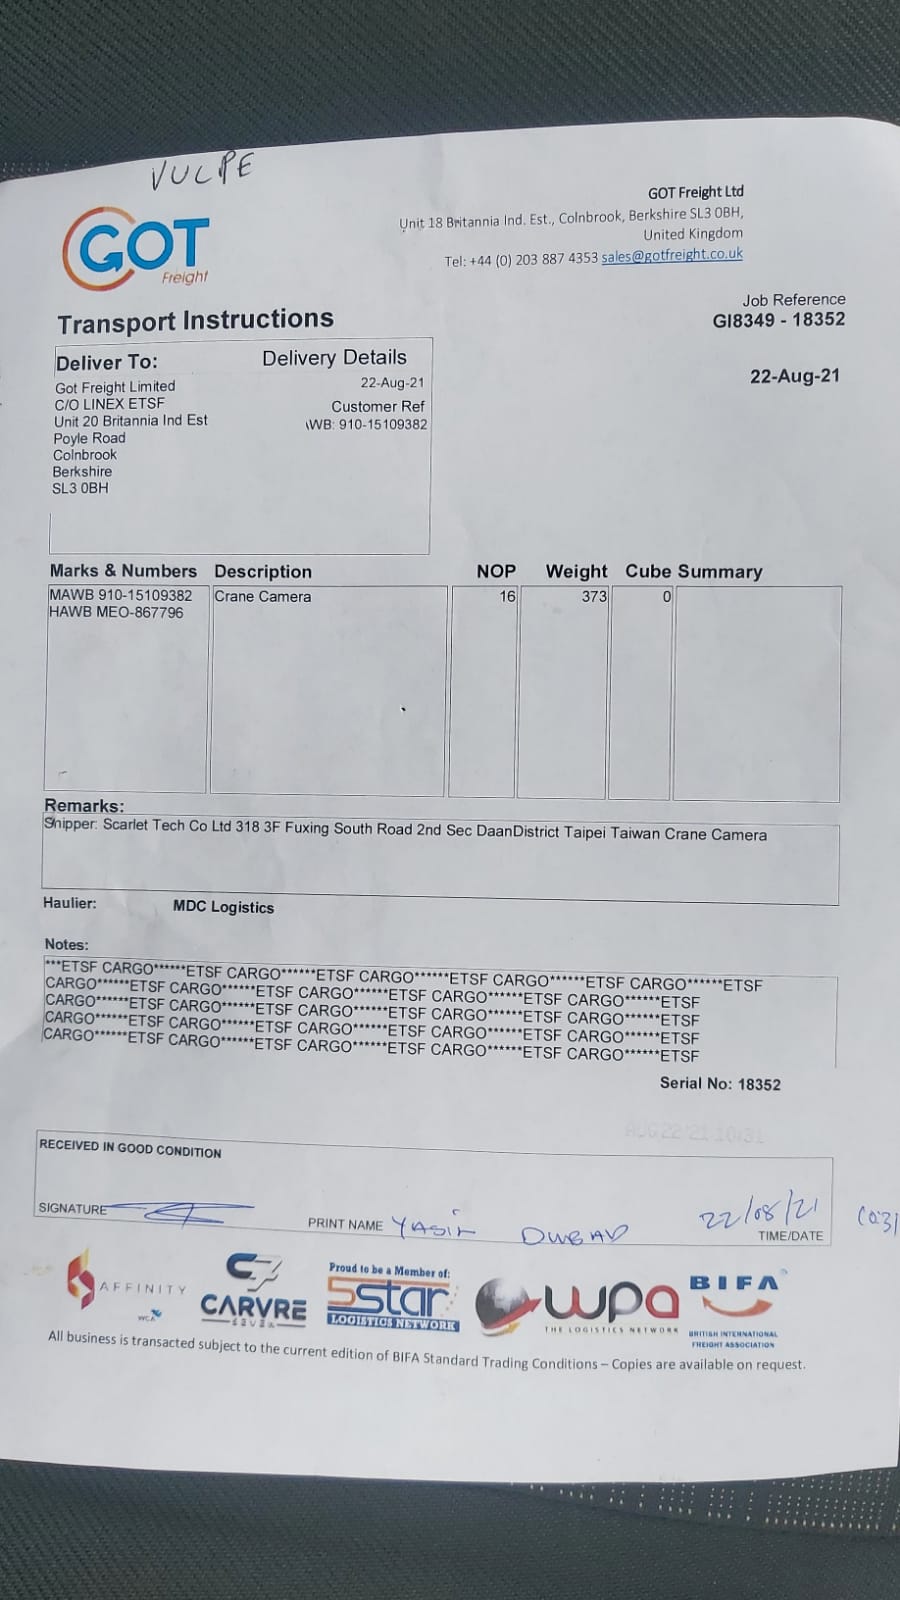 VULPE
GOT
Freight
GOT Freight Ltd
Unit 18 Britannia Ind. Est., Colnbrook, Berkshire SL3 0BH,
United Kingdom
Tel: +44 (0) 203 887 4353 sales@gotfreight.co.uk
Job Reference
GI8349 - 18352
22-Aug-21
Transport Instructions
Deliver To: Delivery Details
Got Freight Limited 22-Aug-21
C/O LINEX ETSF Customer Ref
Unit 20 Britannia Ind Est WB: 910-15109382
Poyle Road
Colnbrook
Berkshire
SL3 0BH
Marks & Numbers Description NOP Weight Cube Summary
MAWB 910-15109382 Crane Camera 16 373 0
HAWB MEO-867796
Remarks:
Shipper: Scarlet Tech Co Ltd 318 3F Fuxing South Road 2nd Sec DaanDistrict Taipei Taiwan Crane Camera
Haulier: MDC Logistics
Notes:
***ETSF CARGO******ETSF CARGO******ETSF CARGO******ETSF CARGO******ETSF CARGO******ETSF
CARGO******ETSF CARGO******ETSF CARGO******ETSF CARGO******ETSF CARGO******ETSF
CARGO******ETSF CARGO******ETSF CARGO******ETSF CARGO******ETSF CARGO******ETSF
CARGO******ETSF CARGO******ETSF CARGO******ETSF CARGO******ETSF CARGO******ETSF
CARGO******ETSF CARGO******ETSF CARGO******ETSF CARGO******ETSF CARGO******ETSF
Serial No: 18352
AUG 22 '21 10:31
RECEIVED IN GOOD CONDITION
SIGNATURE PRINT NAME YASIR 22/08/21
TIME/DATE
AFFINITY
WCA
C7
CARVRE
SEVEN
Proud to be a Member of:
5star
LOGISTICS NETWORK
wpa
THE LOGISTICS NETWORK
BIFA
BRITISH INTERNATIONAL
FREIGHT ASSOCIATION
All business is transacted subject to the current edition of BIFA Standard Trading Conditions – Copies are available on request.